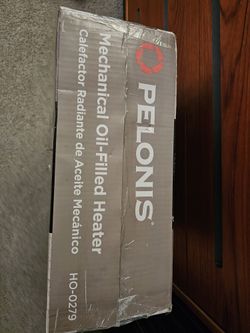 PELONIS®
Mechanical Oil-Filled Heater
Calefactor Radiante de Aceite Mecánico
HO-0279